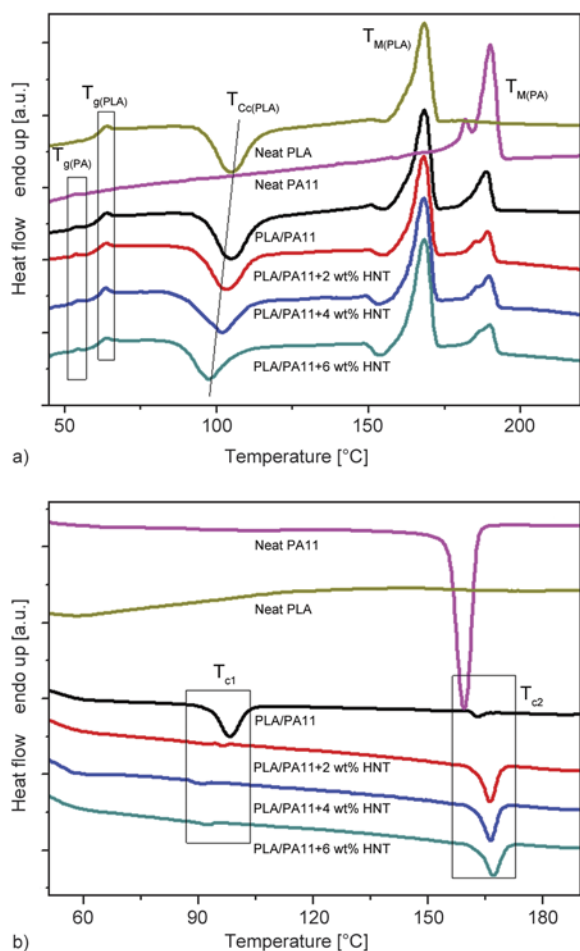 T_M(PLA)
T_g(PLA)
T_Cc(PLA)
T_M(PA)
T_g(PA)
Neat PLA
Neat PA11
PLA/PA11
PLA/PA11+2 wt% HNT
PLA/PA11+4 wt% HNT
PLA/PA11+6 wt% HNT
Heat flow endo up [a.u.]
50 100 150 200
a) Temperature [°C]
Neat PA11
Neat PLA
T_c1
T_c2
PLA/PA11
PLA/PA11+2 wt% HNT
PLA/PA11+4 wt% HNT
PLA/PA11+6 wt% HNT
Heat flow endo up [a.u.]
60 90 120 150 180
b) Temperature [°C]